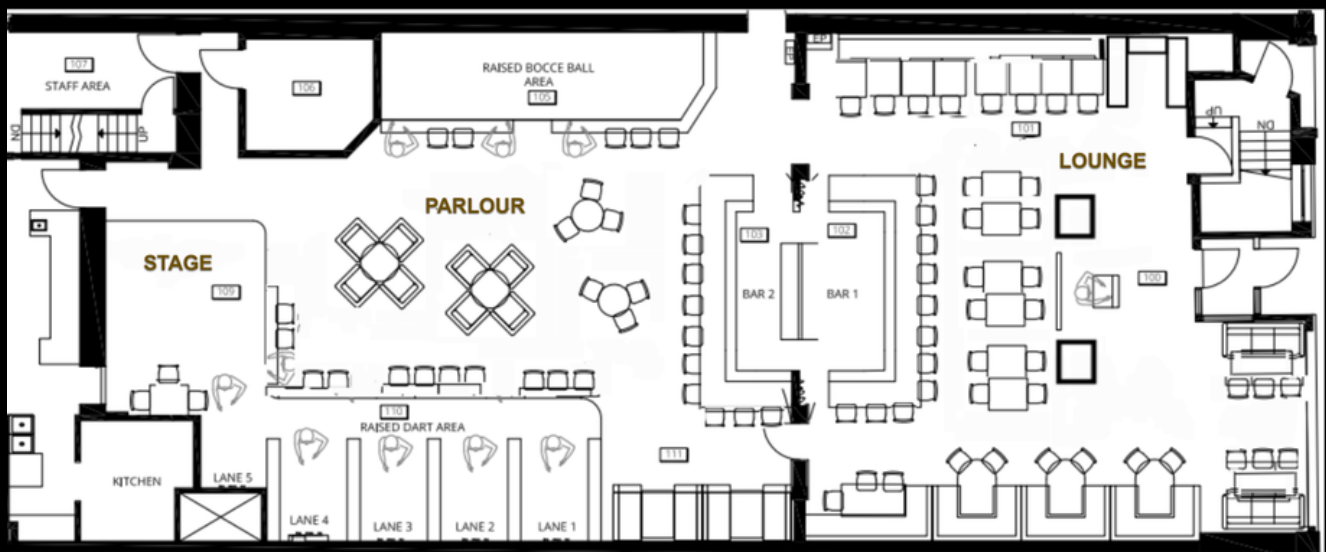 107
STAFF AREA
DN
UP
106
RAISED BOCCE BALL
AREA
105
EP
EP
101
UP
DN
LOUNGE
PARLOUR
STAGE
109
103
102
BAR 2
BAR 1
100
110
RAISED DART AREA
111
KITCHEN
LANE 5
LANE 4
LANE 3
LANE 2
LANE 1